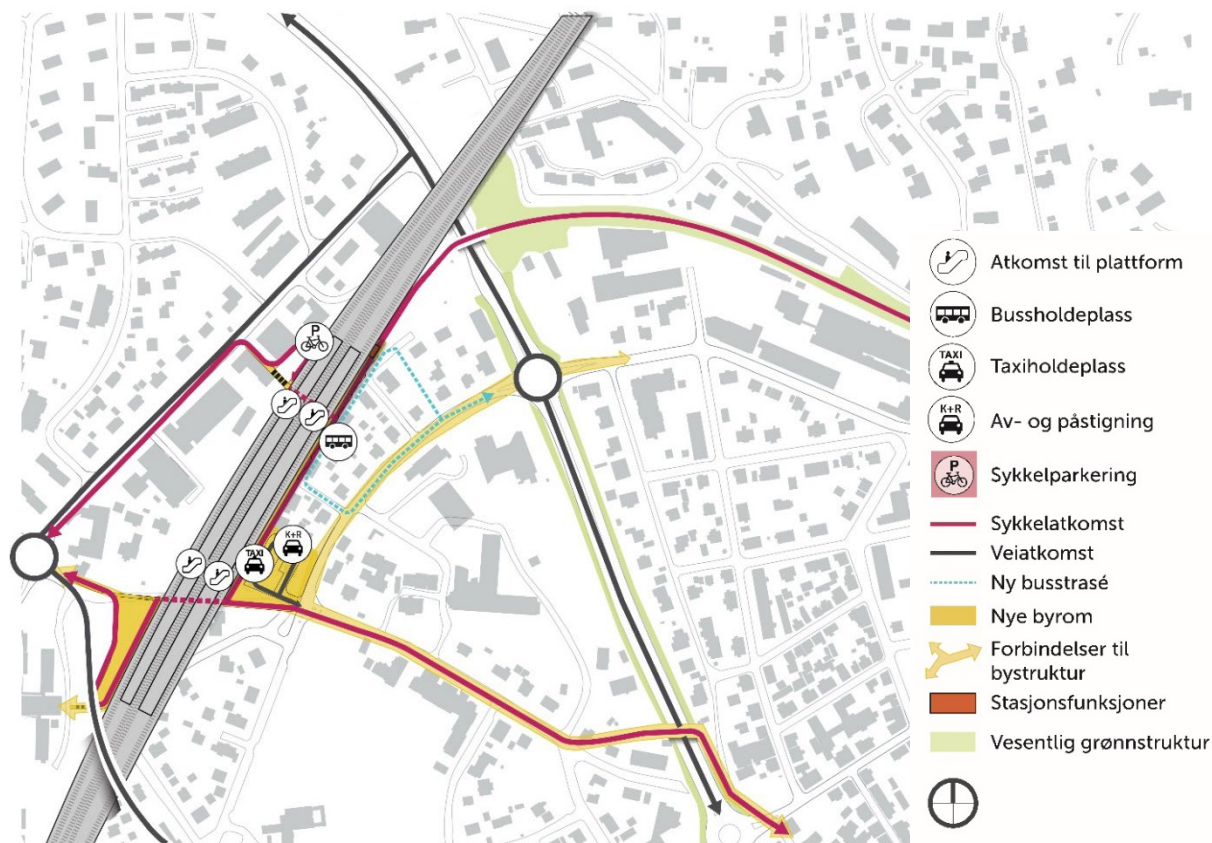 P
TAXI
K+R
Atkomst til plattform
Bussholdeplass
TAXI
Taxiholdeplass
K+R
Av- og påstigning
P
Sykkelparkering
Sykkelatkomst
Veiatkomst
Ny busstrasé
Nye byrom
Forbindelser til
bystruktur
Stasjonsfunksjoner
Vesentlig grønnstruktur